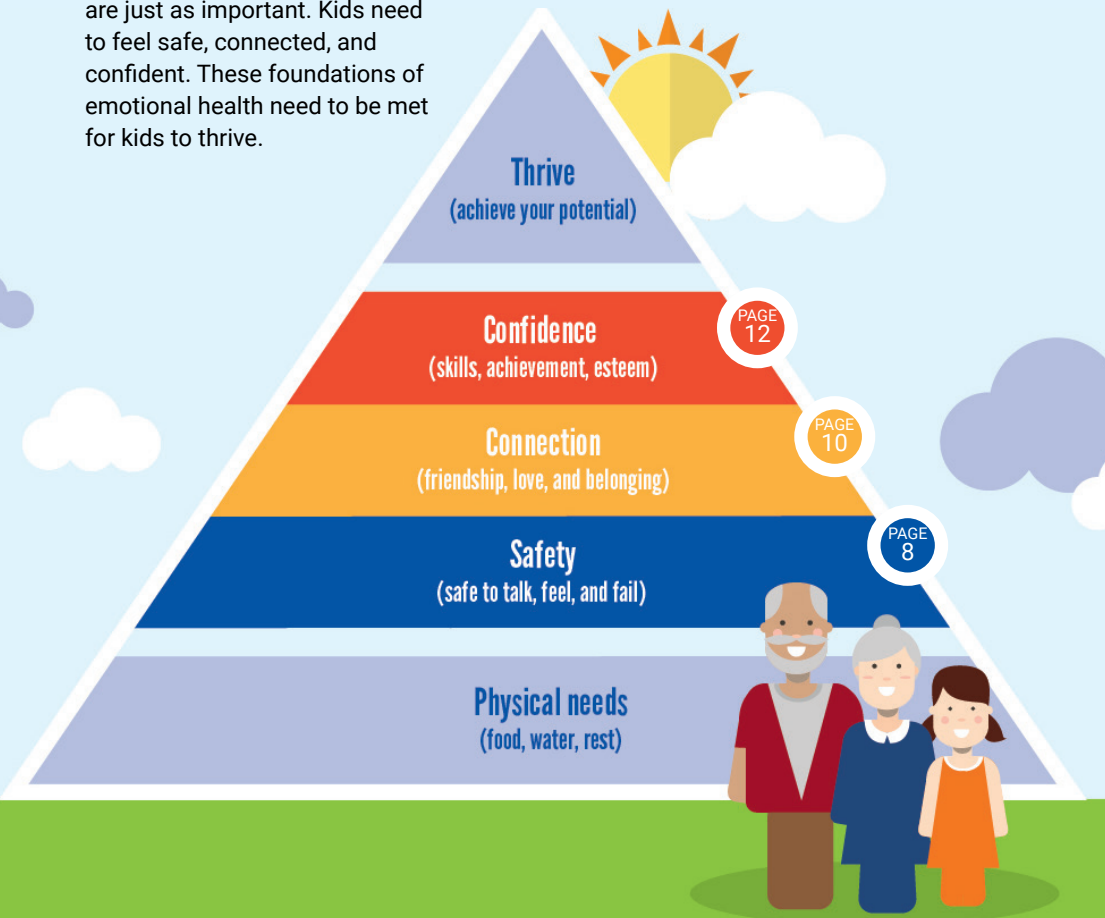 are just as important. Kids need
to feel safe, connected, and
confident. These foundations of
emotional health need to be met
for kids to thrive.
Thrive
(achieve your potential)
Confidence
(skills, achievement, esteem)
PAGE
12
Connection
(friendship, love, and belonging)
PAGE
10
Safety
(safe to talk, feel, and fail)
PAGE
8
Physical needs
(food, water, rest)